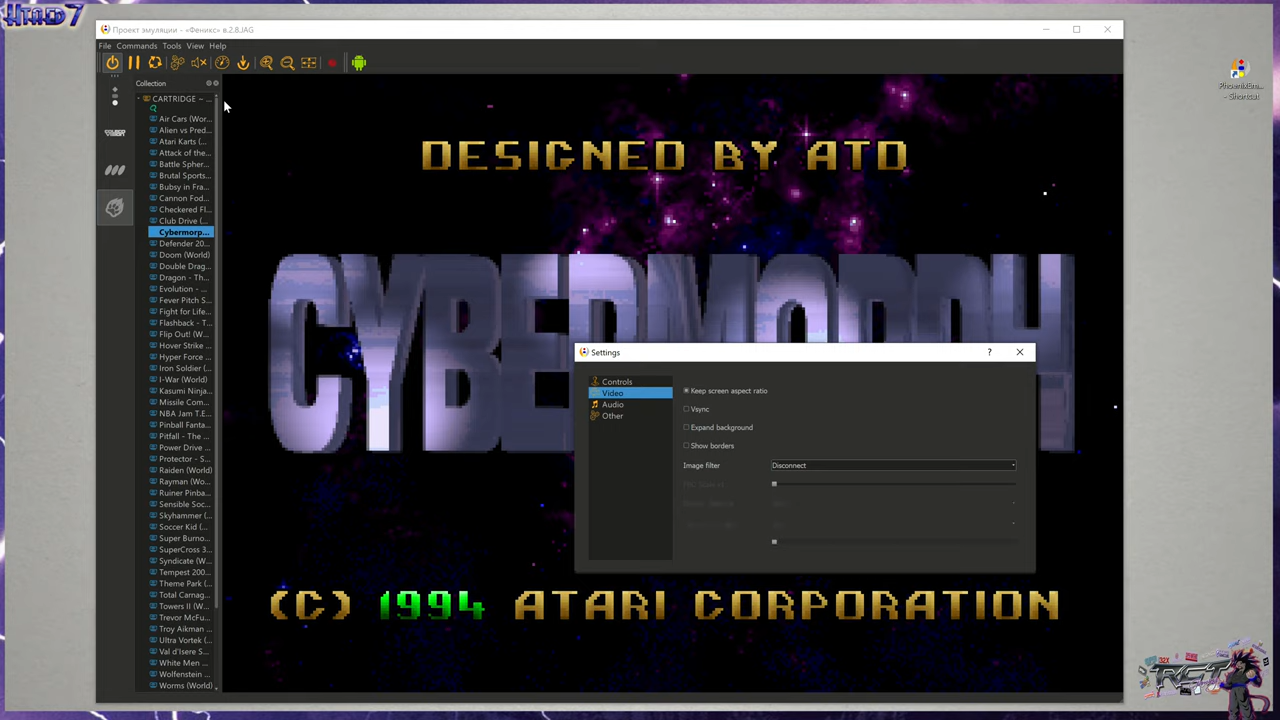 Htaed7
Проект эмуляции - «Феникс» в.2.8.JAG
File Commands Tools View Help
Collection
CARTRIDGE – ...
Air Cars (Wor...
Alien vs Pred...
Atari Karts (...
Attack of the...
Battle Spher...
Brutal Sports...
Bubsy in Fra...
Cannon Fod...
Checkered Fl...
Club Drive (...
Cybermorp...
Defender 20...
Doom (World)
Double Drag...
Dragon - Th...
Evolution - ...
Fever Pitch S...
Fight for Life...
Flashback - T...
Flip Out! (W...
Hover Strike ...
Hyper Force ...
Iron Soldier (...
I-War (World)
Kasumi Ninja...
Missile Com...
NBA Jam T.E...
Pinball Fanta...
Pitfall - The ...
Power Drive ...
Protector - S...
Raiden (World)
Rayman (Wo...
Ruiner Pinba...
Sensible Soc...
Skyhammer (...
Soccer Kid (...
Super Burno...
SuperCross 3...
Syndicate (W...
Tempest 200...
Theme Park (...
Total Carnag...
Towers II (W...
Trevor McFu...
Troy Aikman ...
Ultra Vortek (...
Val d'Isere S...
White Men ...
Wolfenstein ...
Worms (World)
DESIGNED BY ATD
CYBERMORPH
(C) 1994 ATARI CORPORATION
Settings
?
Controls
Video
Audio
Other
Keep screen aspect ratio
Vsync
Expand background
Show borders
Image filter
Disconnect
PhoenixEm...
- Shortcut
RGT